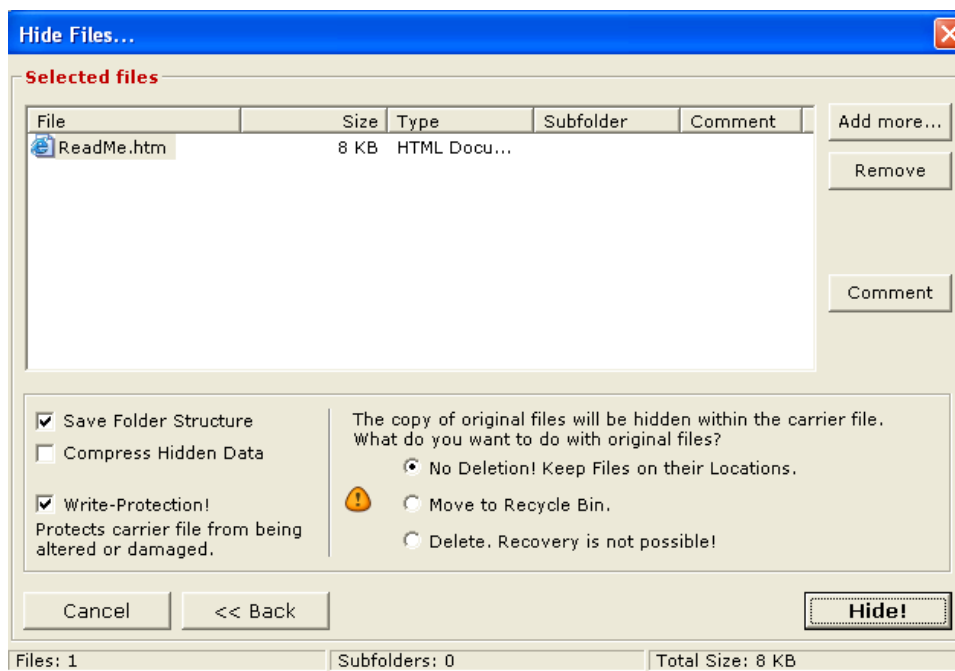 Hide Files...
Selected files
File Size Type Subfolder Comment
ReadMe.htm 8 KB HTML Docu...
Add more...
Remove
Comment
Save Folder Structure
Compress Hidden Data
Write-Protection!
Protects carrier file from being
altered or damaged.
The copy of original files will be hidden within the carrier file.
What do you want to do with original files?
No Deletion! Keep Files on their Locations.
Move to Recycle Bin.
Delete. Recovery is not possible!
Cancel
<< Back
Hide!
Files: 1 Subfolders: 0 Total Size: 8 KB